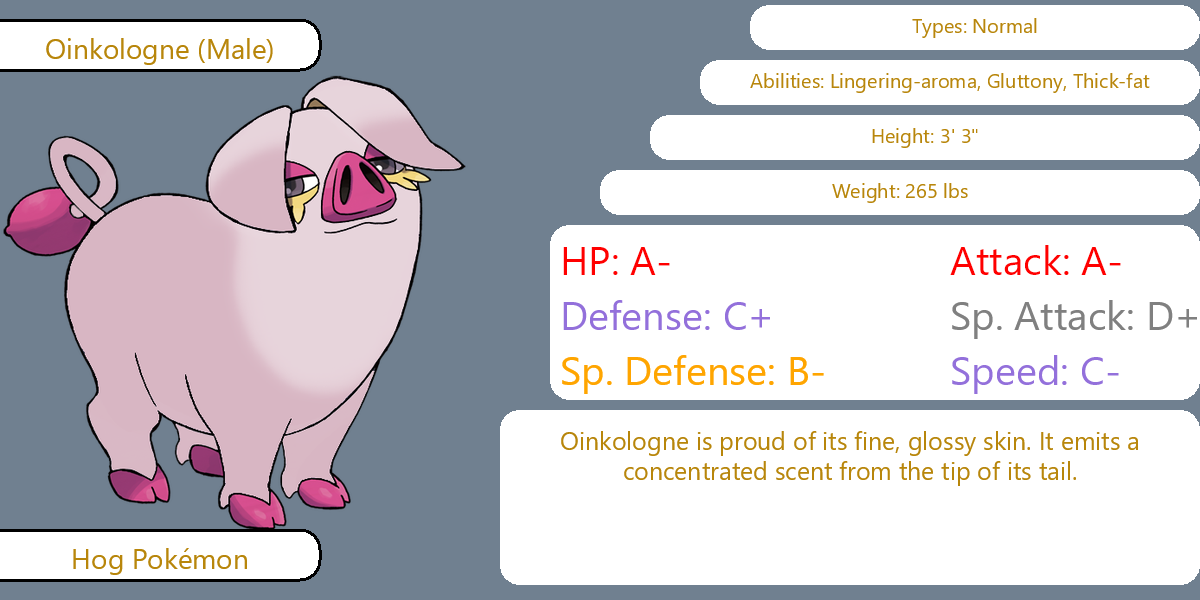 Oinkologne (Male)
Types: Normal
Abilities: Lingering-aroma, Gluttony, Thick-fat
Height: 3' 3"
Weight: 265 lbs
HP: A-
Attack: A-
Defense: C+
Sp. Attack: D+
Sp. Defense: B-
Speed: C-
Oinkologne is proud of its fine, glossy skin. It emits a
concentrated scent from the tip of its tail.
Hog Pokémon